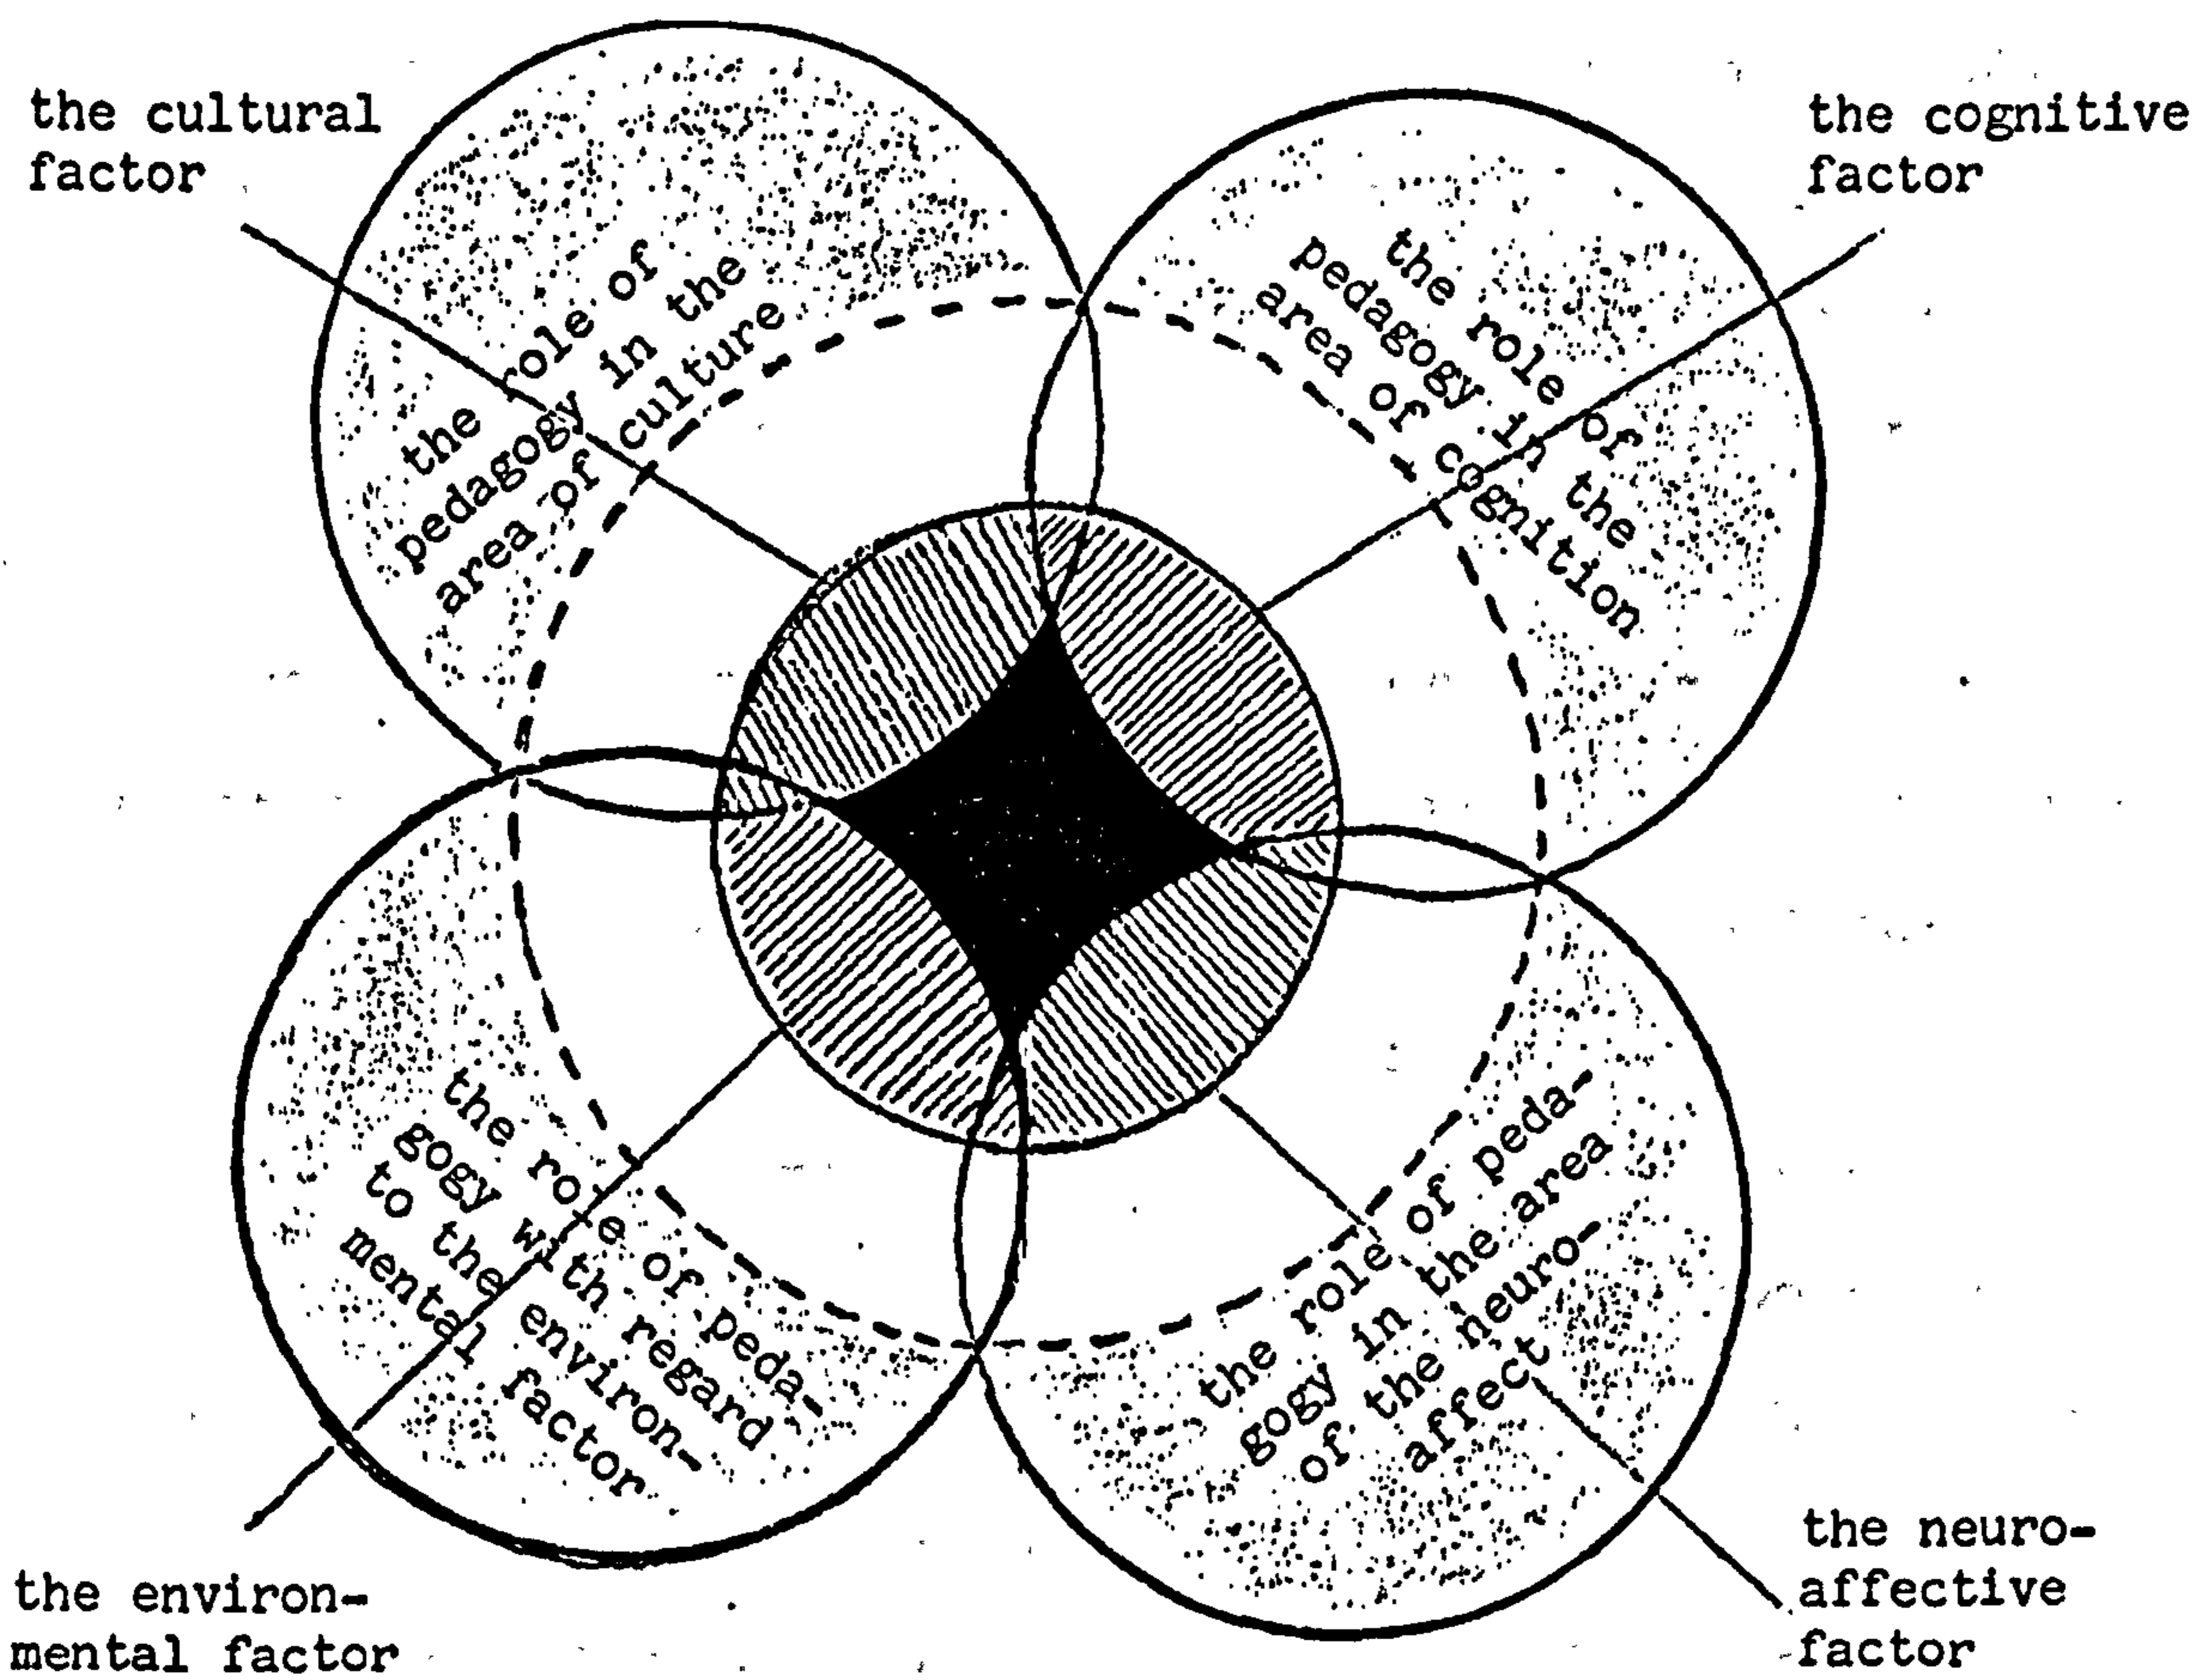 the cultural
factor
the cognitive
factor
the role of
pedagogy in the
area of culture
the role of
pedagogy in the
area of cognition
the role of peda-
gogy with regard
to the environ-
mental factor
the role of peda-
gogy in the area
of the neuro-
affect
the environ-
mental factor
the neuro-
affective
factor